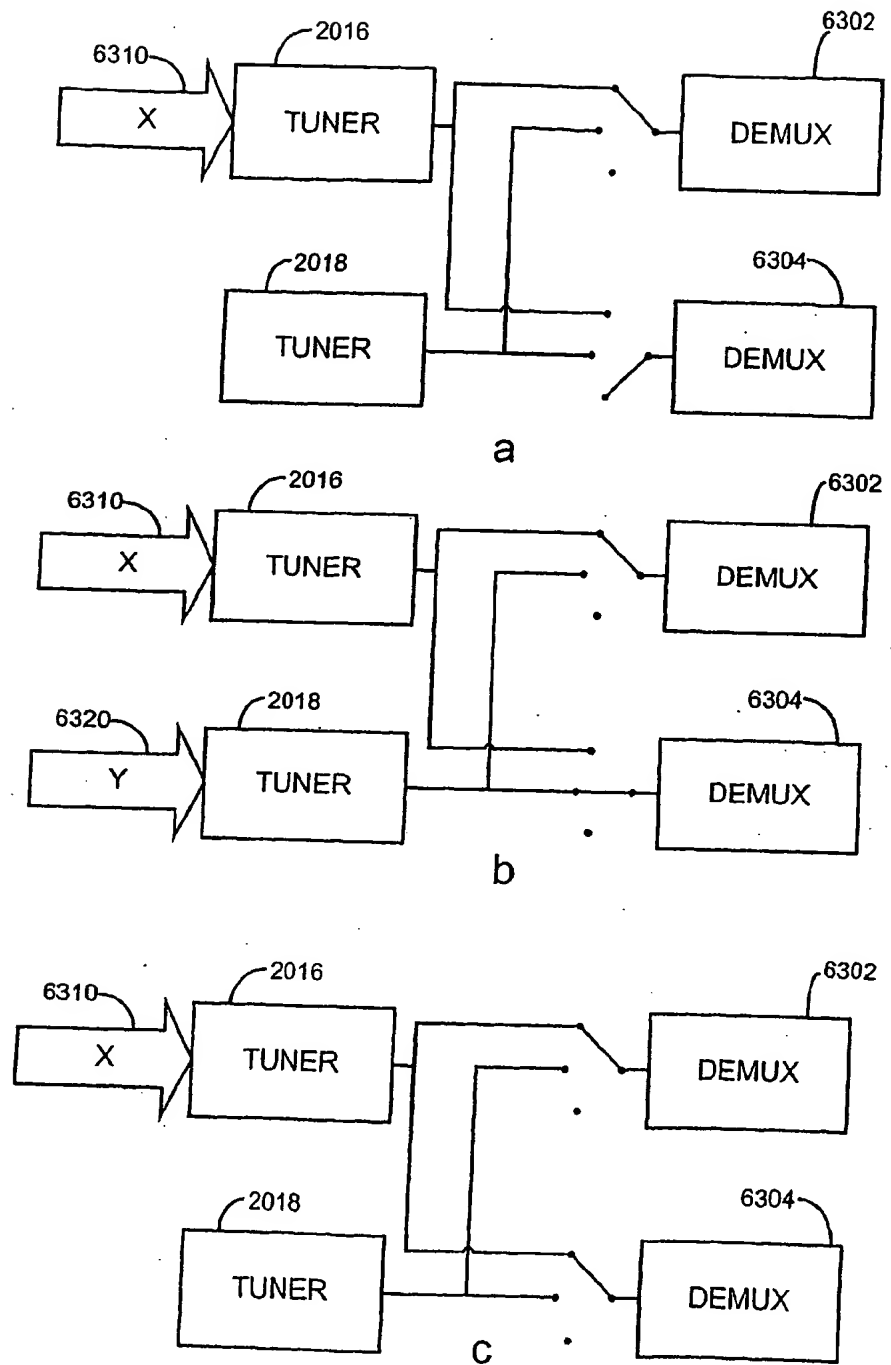 6310
2016
6302
X
TUNER
DEMUX
2018
6304
TUNER
DEMUX
a
6310
2016
6302
X
TUNER
DEMUX
6320
2018
6304
Y
TUNER
DEMUX
b
6310
2016
6302
X
TUNER
DEMUX
2018
6304
TUNER
DEMUX
c